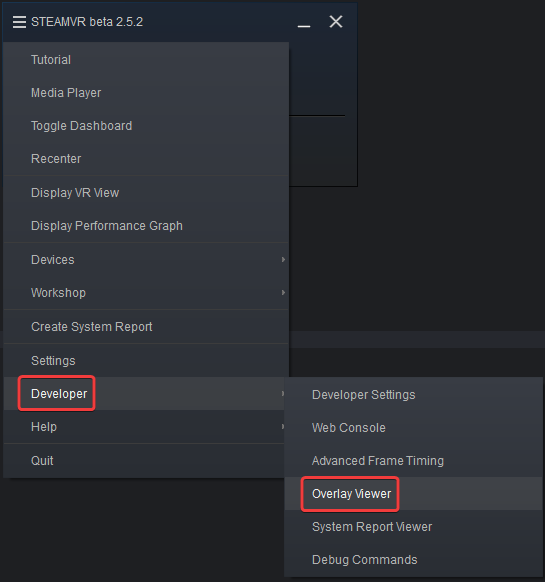 STEAMVR beta 2.5.2
Tutorial
Media Player
Toggle Dashboard
Recenter
Display VR View
Display Performance Graph
Devices
Workshop
Create System Report
Settings
Developer
Help
Quit
Developer Settings
Web Console
Advanced Frame Timing
Overlay Viewer
System Report Viewer
Debug Commands